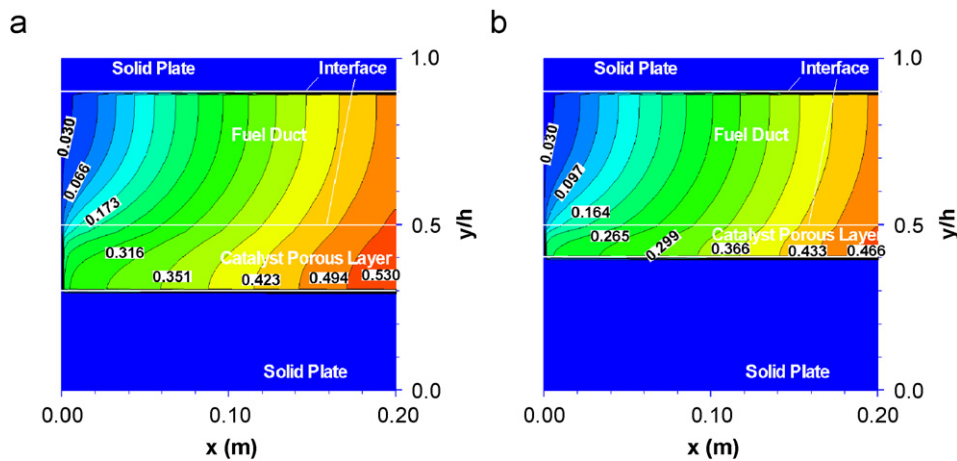 a
Solid Plate
Interface
1.0
Fuel Duct
0.030
0.066
0.173
0.5
y/h
0.316
Catalyst Porous Layer
0.351
0.423
0.494
0.530
Solid Plate
0.0
0.00
0.10
0.20
x (m)
b
Solid Plate
Interface
1.0
Fuel Duct
0.030
0.097
0.164
0.5
y/h
0.265
Catalyst Porous Layer
0.299
0.366
0.433
0.466
Solid Plate
0.0
0.00
0.10
0.20
x (m)